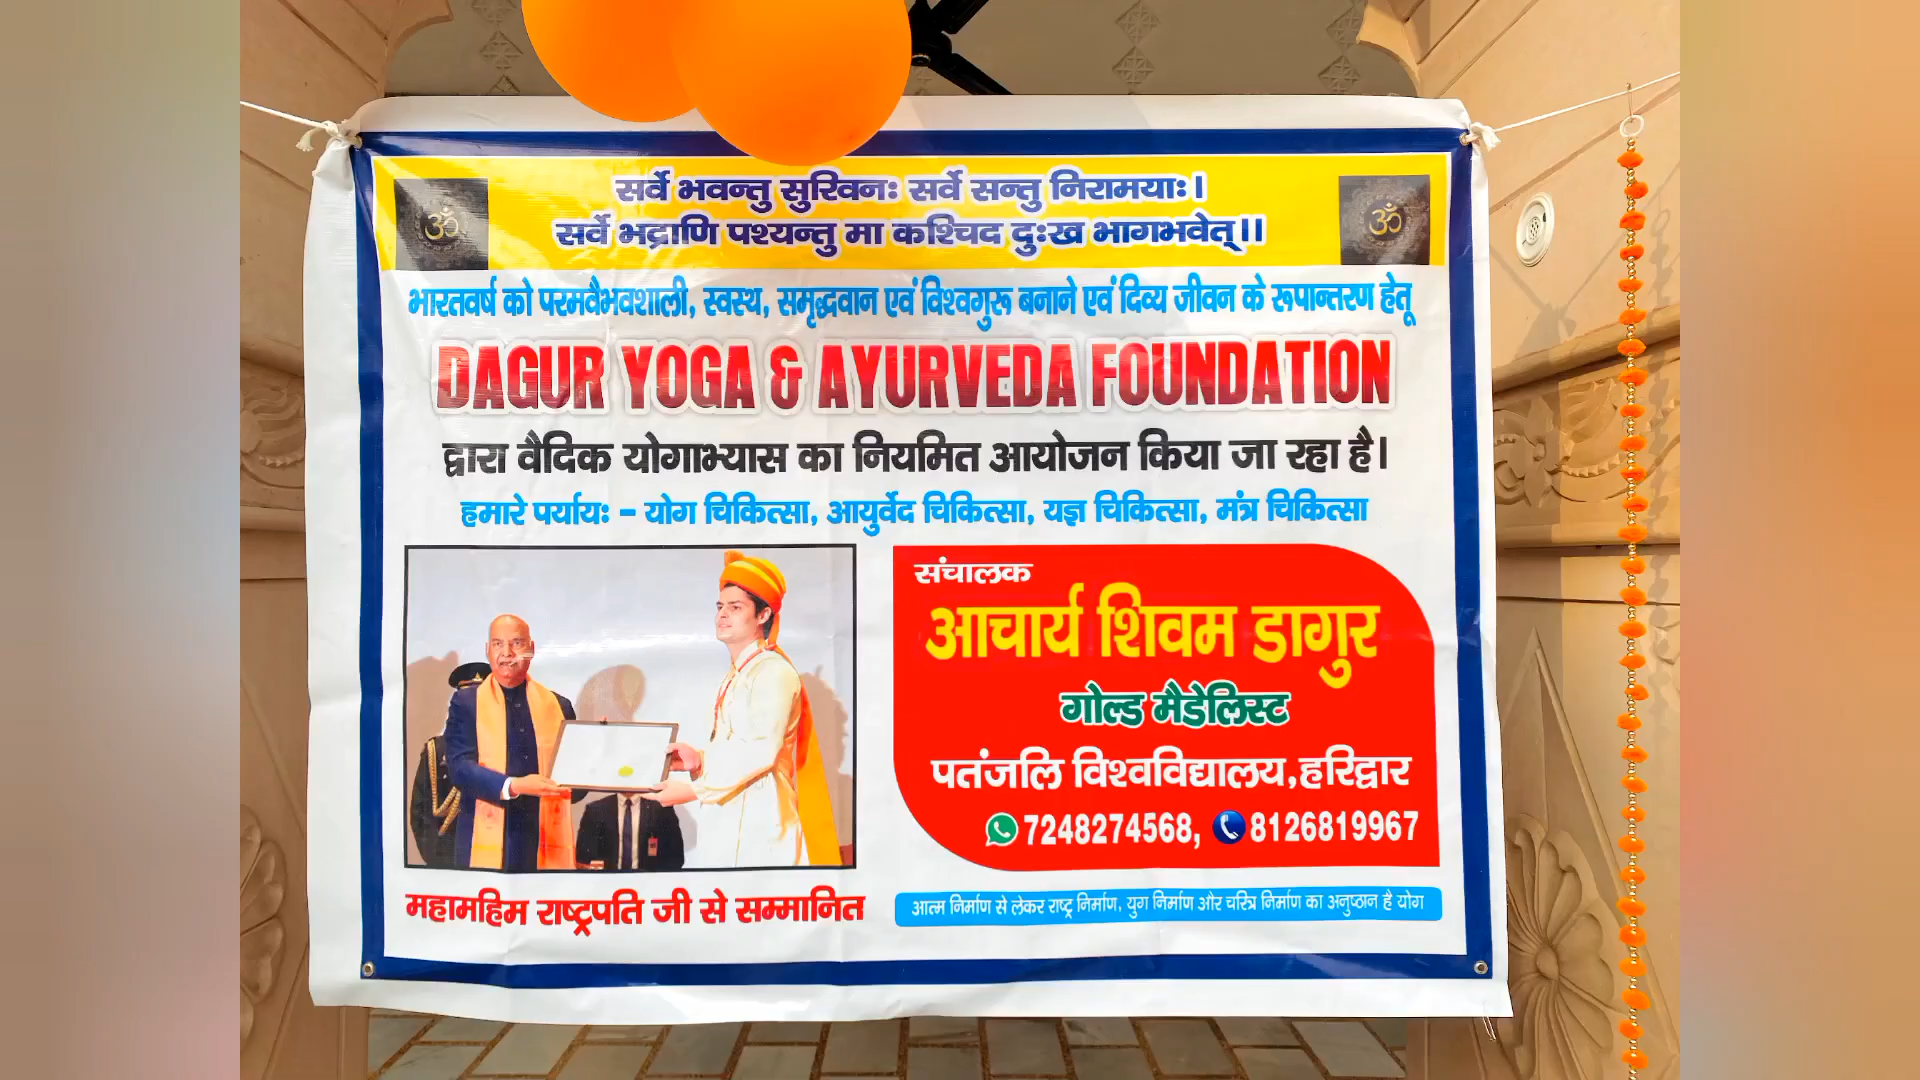 ॐ
ॐ
सर्वे भवन्तु सुखिनः सर्वे सन्तु निरामयाः।
सर्वे भद्राणि पश्यन्तु मा कश्चिद दुःख भागभवेत्।।
भारतवर्ष को परमवैभवशाली, स्वस्थ, समृद्धवान एवं विश्वगुरू बनाने एवं दिव्य जीवन के रूपान्तरण हेतू
DAGUR YOGA & AYURVEDA FOUNDATION
द्वारा वैदिक योगाभ्यास का नियमित आयोजन किया जा रहा है।
हमारे पर्यायः - योग चिकित्सा, आयुर्वेद चिकित्सा, यज्ञ चिकित्सा, मंत्र चिकित्सा
संचालक
आचार्य शिवम डागुर
गोल्ड मैडेलिस्ट
पतंजलि विश्वविद्यालय,हरिद्वार
7248274568, 8126819967
महामहिम राष्ट्रपति जी से सम्मानित
आत्म निर्माण से लेकर राष्ट्र निर्माण, युग निर्माण और चरित्र निर्माण का अनुष्ठान है योग